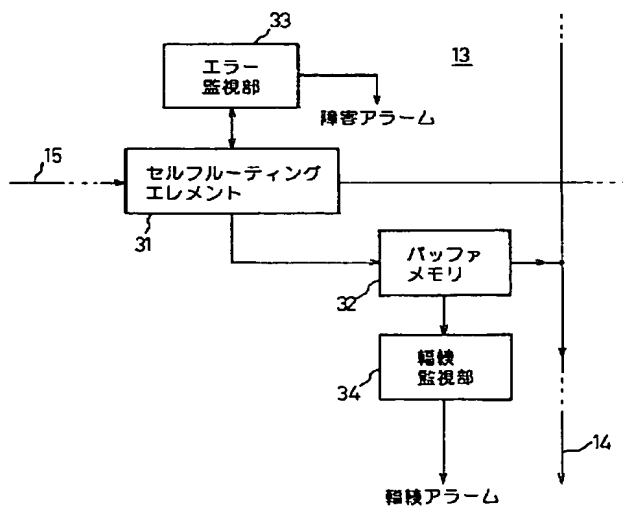 33
13
エラー
監視部
障害アラーム
15
セルフルーティング
エレメント
31
バッファ
メモリ
32
輻輳
監視部
34
14
輻輳アラーム